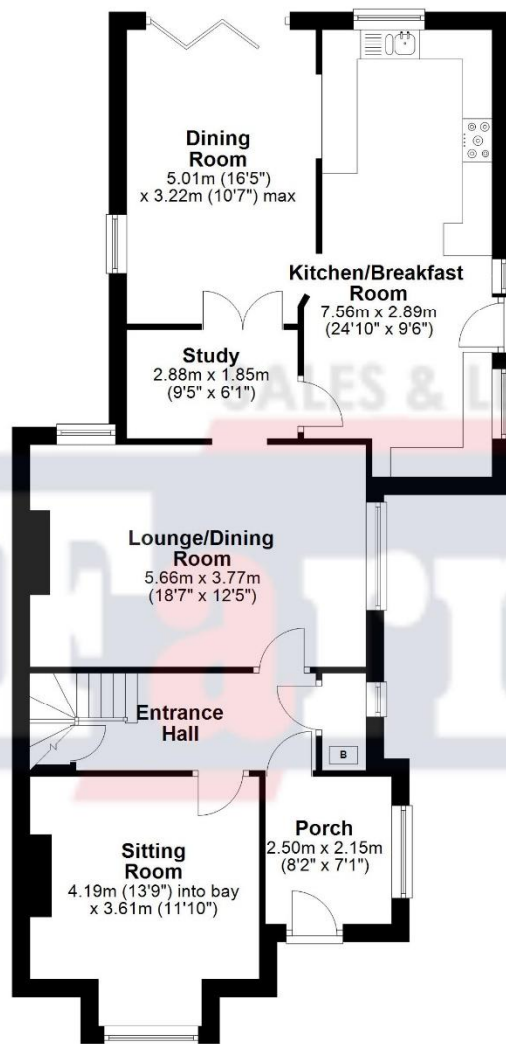 Dining
Room
5.01m (16'5")
x 3.22m (10'7") max
Kitchen/Breakfast
Room
7.56m x 2.89m
(24'10" x 9'6")
Study
2.88m x 1.85m
(9'5" x 6'1")
SALES & L
Lounge/Dining
Room
5.66m x 3.77m
(18'7" x 12'5")
Farr
Entrance
Hall
B
Sitting
Room
4.19m (13'9") into bay
x 3.61m (11'10")
Porch
2.50m x 2.15m
(8'2" x 7'1")